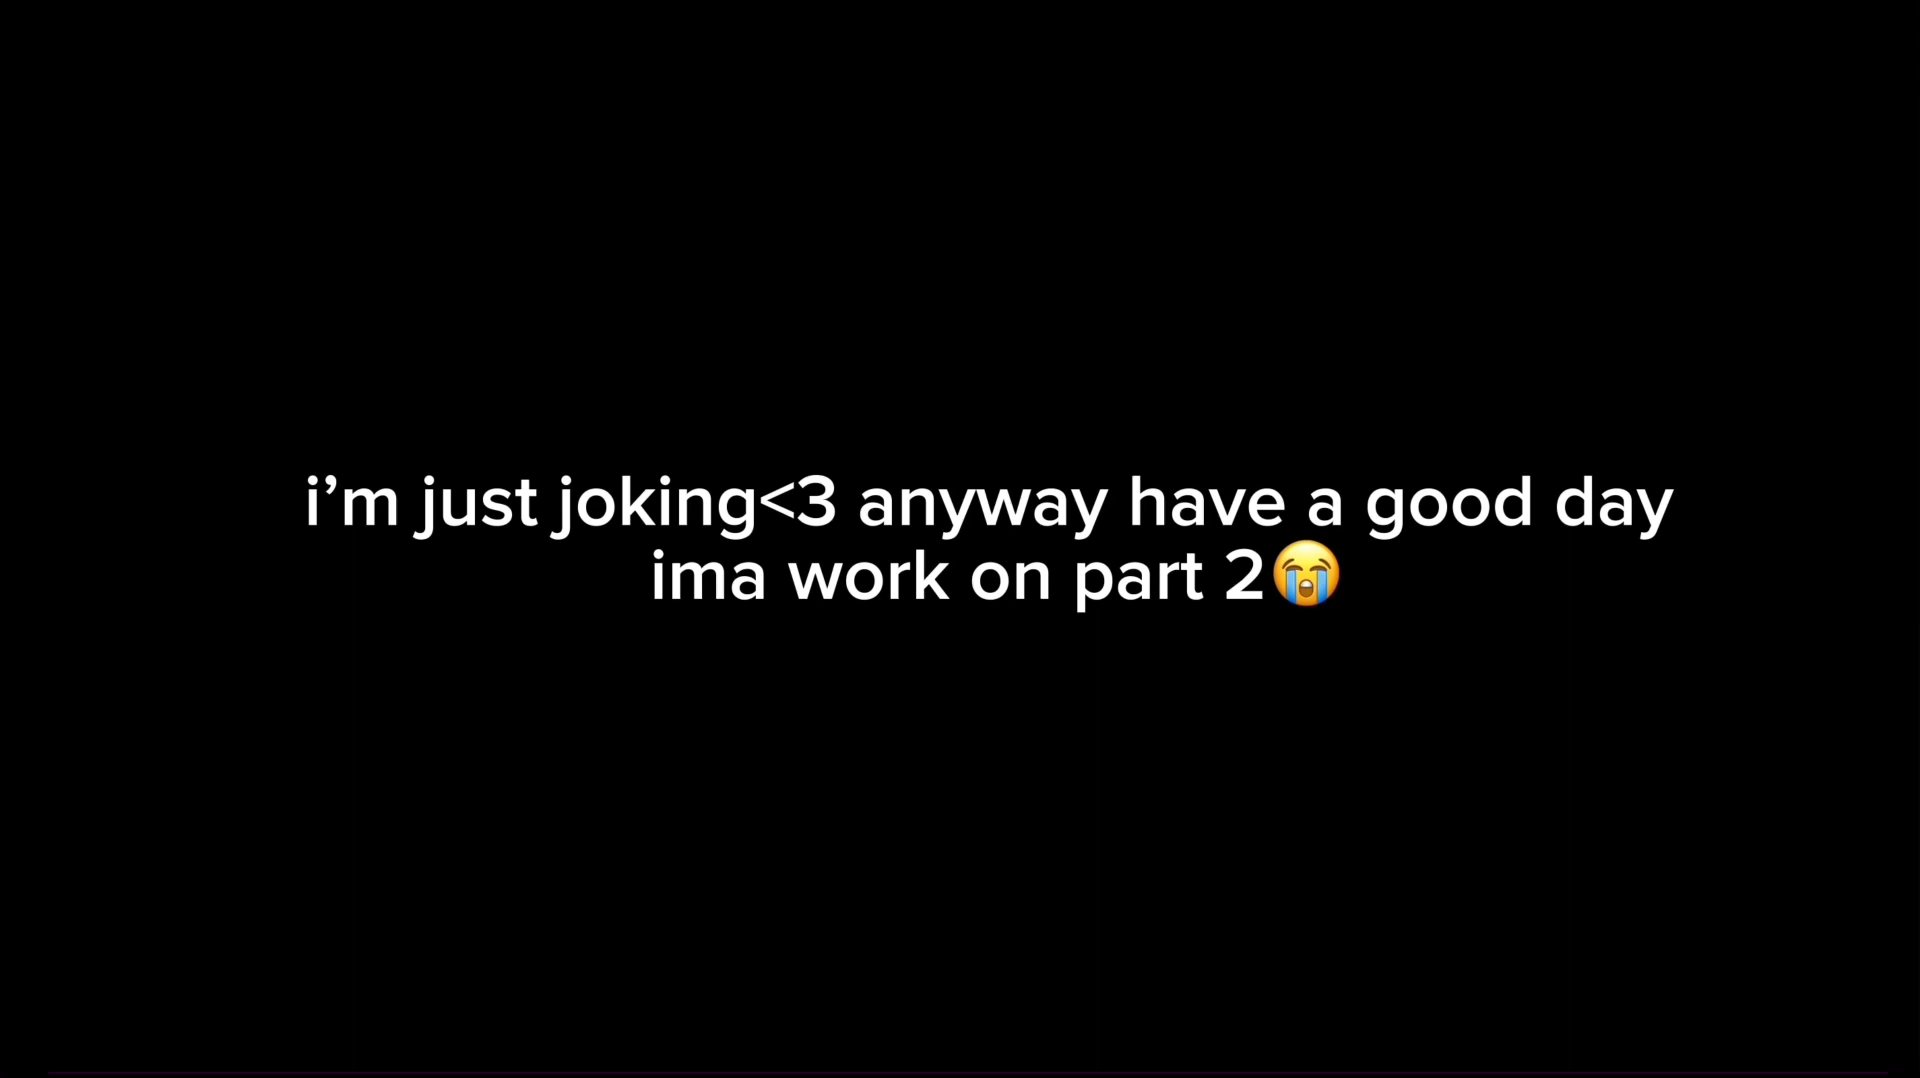 i’m just joking<3 anyway have a good day
ima work on part 2😭